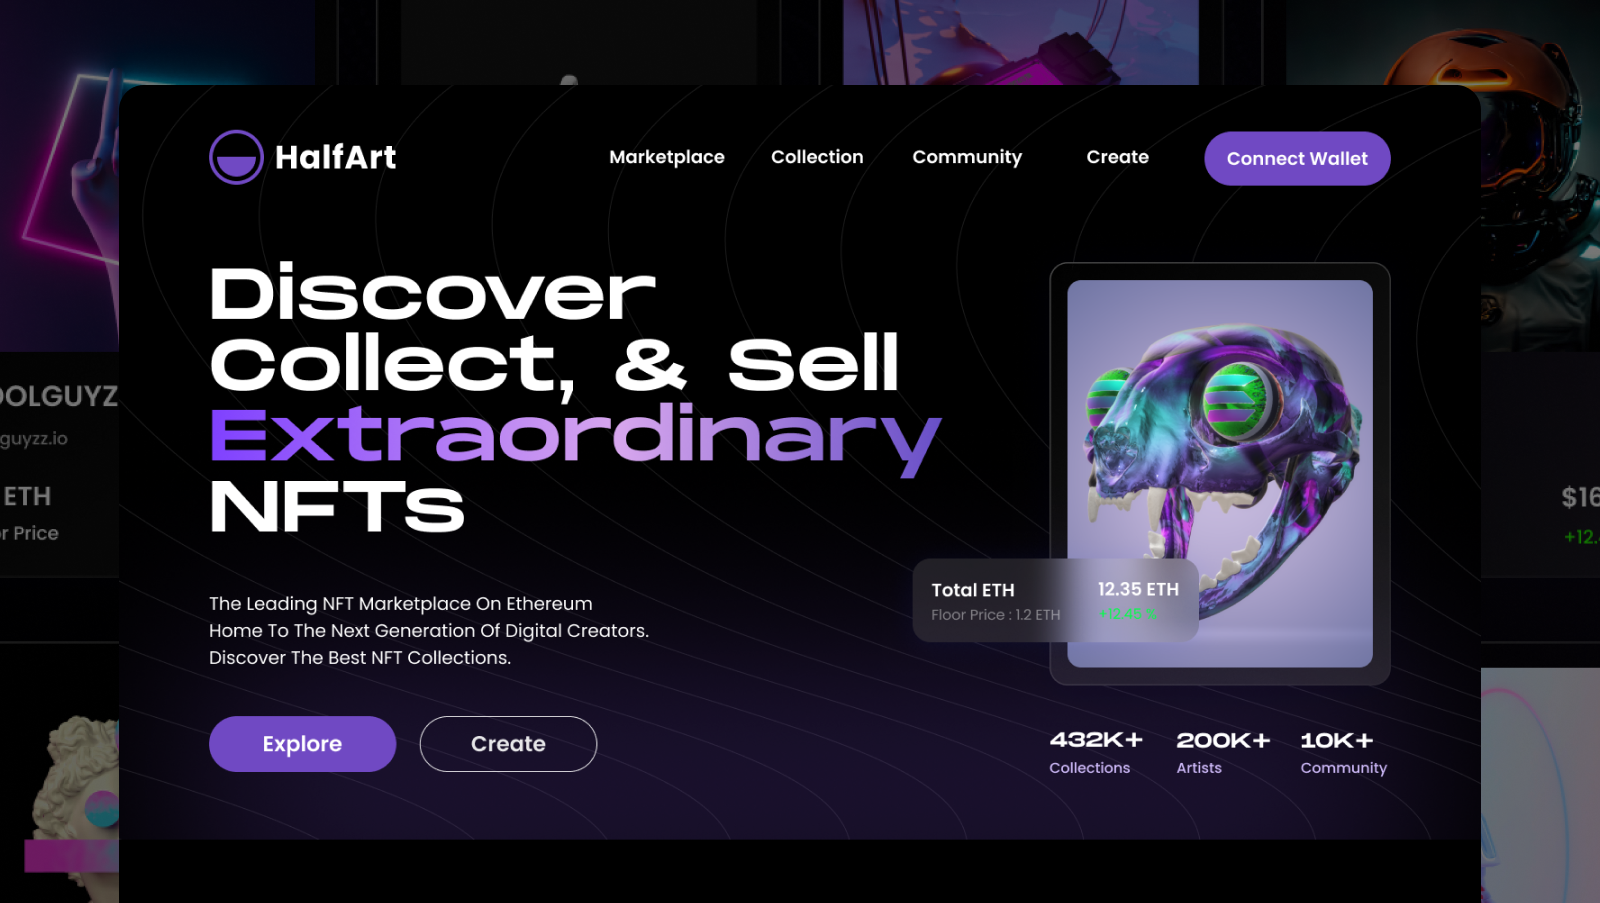 HalfArt
Marketplace
Collection
Community
Create
Connect Wallet
Discover
Collect, & Sell
Extraordinary
NFTs
The Leading NFT Marketplace On Ethereum
Home To The Next Generation Of Digital Creators.
Discover The Best NFT Collections.
Explore
Create
Total ETH
12.35 ETH
Floor Price : 1.2 ETH
+12.45 %
432K+
200K+
10K+
Collections
Artists
Community
OOLGUYZ
guyzz.io
ETH
or Price
$16
+12.